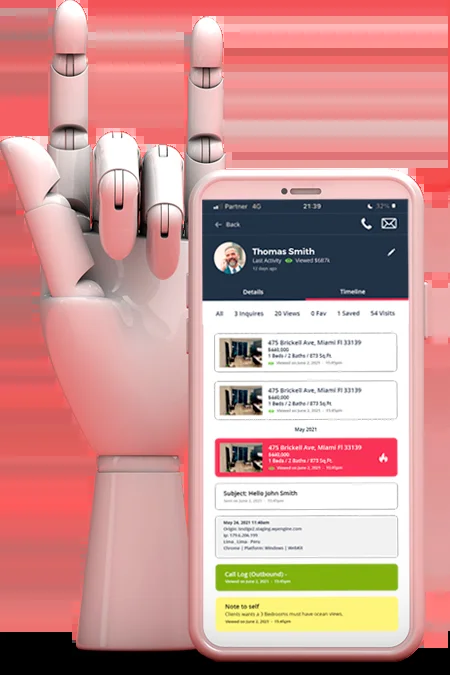 Partner 4G 21:39 32%
← Back
Thomas Smith
Last Activity Viewed $687k
12 days ago
Details Timeline
All 3 Inquires 20 Views 0 Fav 1 Saved 54 Visits
475 Brickell Ave, Miami Fl 33139
$440,000
1 Beds / 2 Baths / 873 Sq.Ft.
Viewed on June 2, 2021 - 15:45pm
475 Brickell Ave, Miami Fl 33139
$440,000
1 Beds / 2 Baths / 873 Sq.Ft.
Viewed on June 2, 2021 - 15:45pm
May 2021
475 Brickell Ave, Miami Fl 33139
$440,000
1 Beds / 2 Baths / 873 Sq.Ft.
Viewed on June 2, 2021 - 15:45pm
Subject: Hello John Smith
Sent on June 2, 2021 - 15:45pm
May 24, 2021 11:40am
Origin: staging.wpengine.com
Ip: 179.6.206.199
Lima , Lima - Peru
Chrome | Platform: Windows | WebKit
Call Log (Outbound) -
Viewed on June 2, 2021 - 15:45pm
Note to self
Clients wants a 3 Bedrooms must have ocean views.
Viewed on June 2, 2021 - 15:45pm